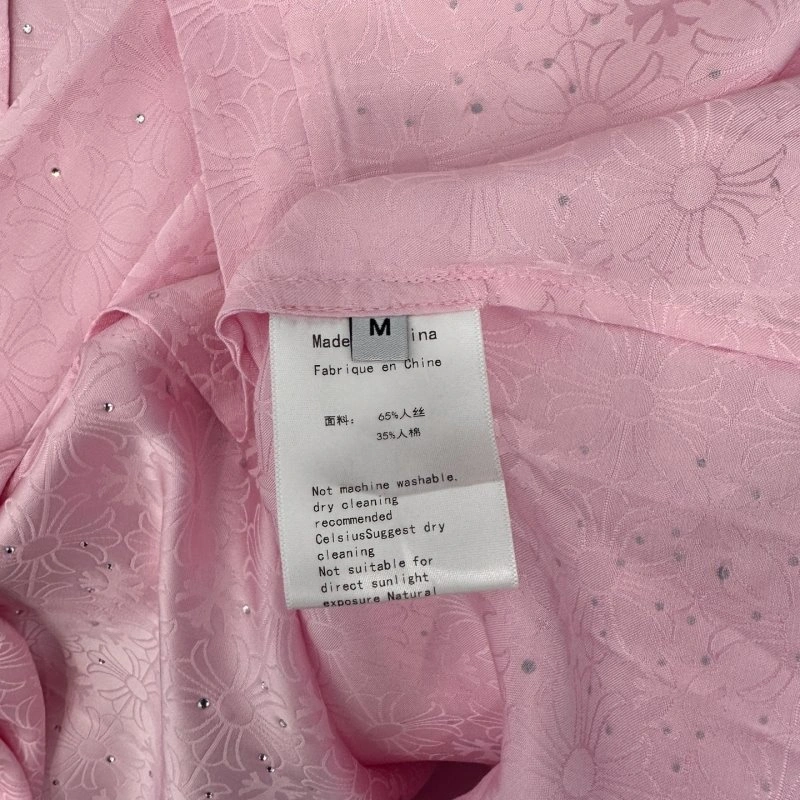 M
Made ina
Fabrique en Chine
面料: 65%人丝
35%人棉
Not machine washable.
dry cleaning
recommended
CelsiusSuggest dry
cleaning
Not suitable for
direct sunlight
exposure Natural